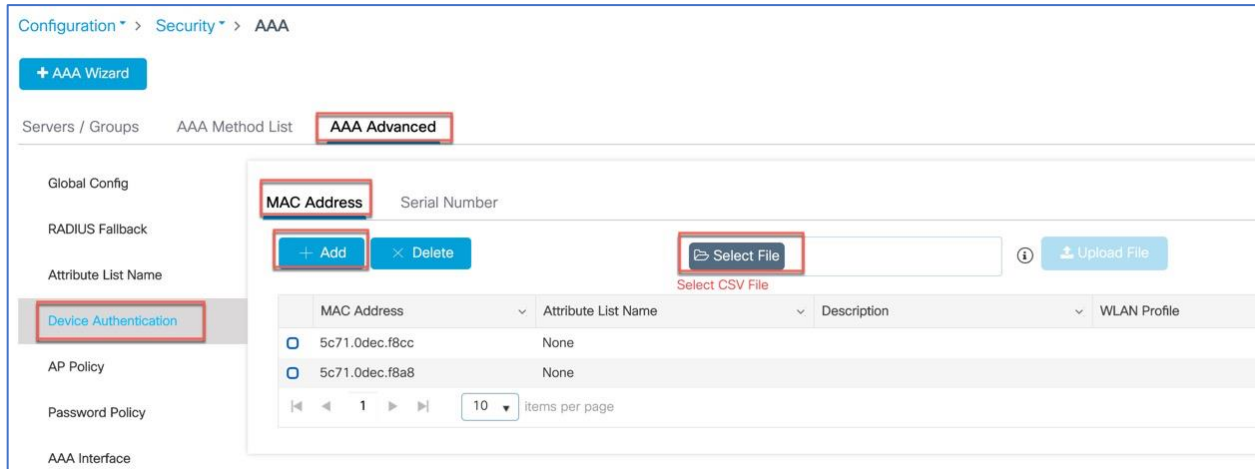 Configuration > Security > AAA
+ AAA Wizard
Servers / Groups AAA Method List AAA Advanced
Global Config
RADIUS Fallback
Attribute List Name
Device Authentication
AP Policy
Password Policy
AAA Interface
MAC Address Serial Number
+ Add × Delete Select File Upload File
Select CSV File
MAC Address Attribute List Name Description WLAN Profile
5c71.0dec.f8cc None
5c71.0dec.f8a8 None
1 10 items per page